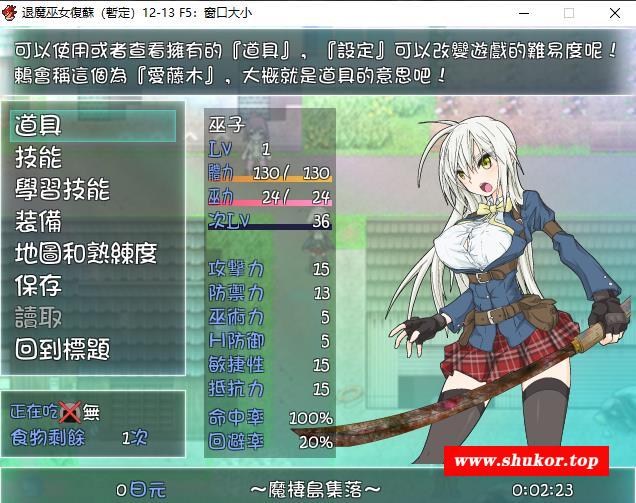 退魔巫女復蘇（暫定）12-13 F5：窗口大小
可以使用或者查看擁有的『道具』，『設定』可以改變遊戲的難易度呢！
鶫會稱這個為『愛藤木』，大概就是道具的意思吧！
道具
技能
學習技能
装備
地圖和熟練度
保存
讀取
回到標題
巫子
LV 1
體力 130/ 130
巫力 24/ 24
次LV 36
攻撃力 15
防禦力 13
巫術力 5
H防御 5
敏捷性 15
抵抗力 15
命中率 100%
回避率 20%
正在吃 無
食物剩餘 1次
www.shukor.top
0日元 ～魔棲島集落～ 0:02:23